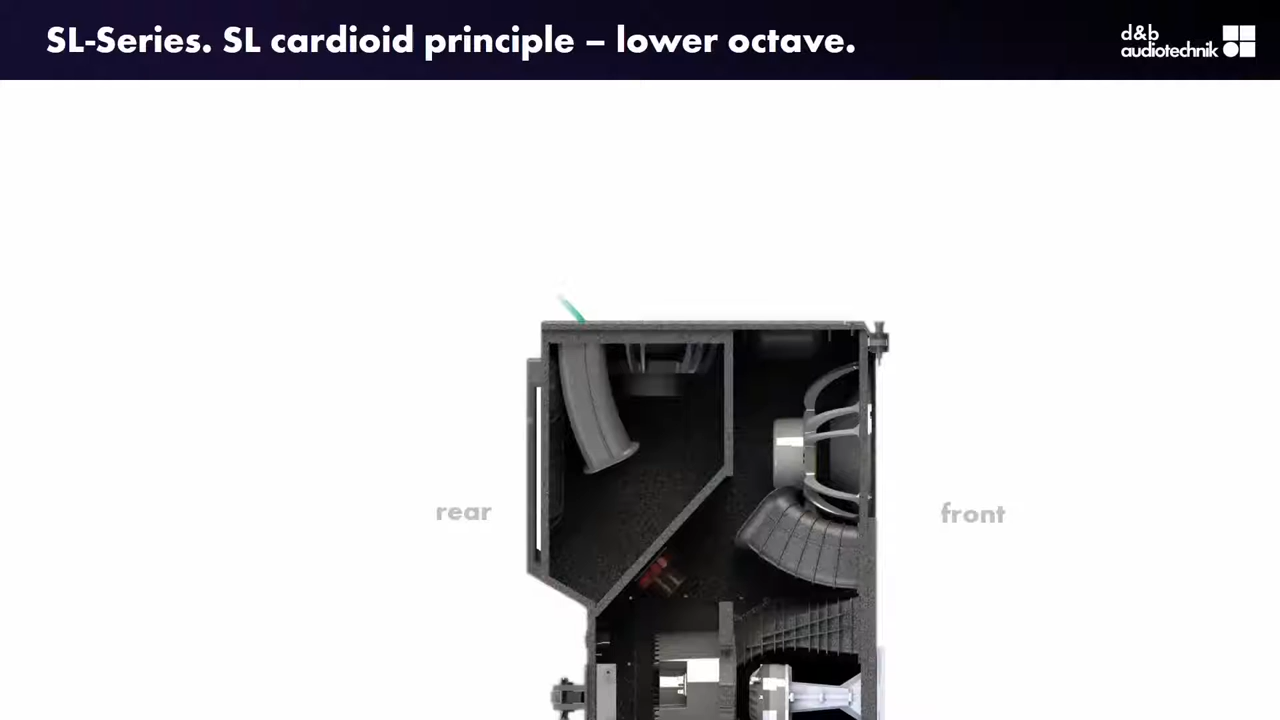 SL-Series. SL cardioid principle – lower octave.
d&b
audiotechnik
rear
front